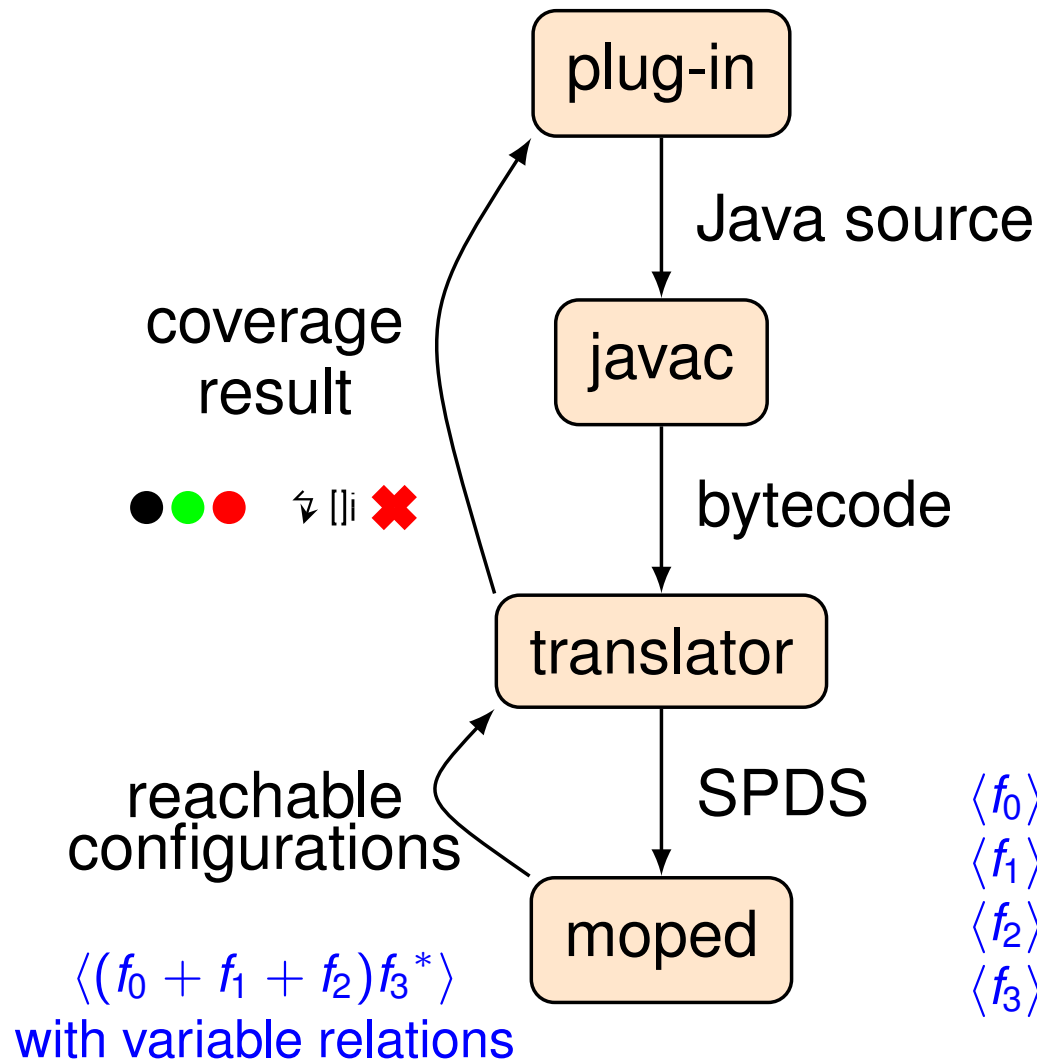 plug-in
Java source
coverage
result
javac
[]i
bytecode
translator
reachable
configurations
SPDS
⟨f₀⟩
⟨f₁⟩
⟨f₂⟩
⟨f₃⟩
moped
⟨(f₀ + f₁ + f₂)f₃*⟩
with variable relations